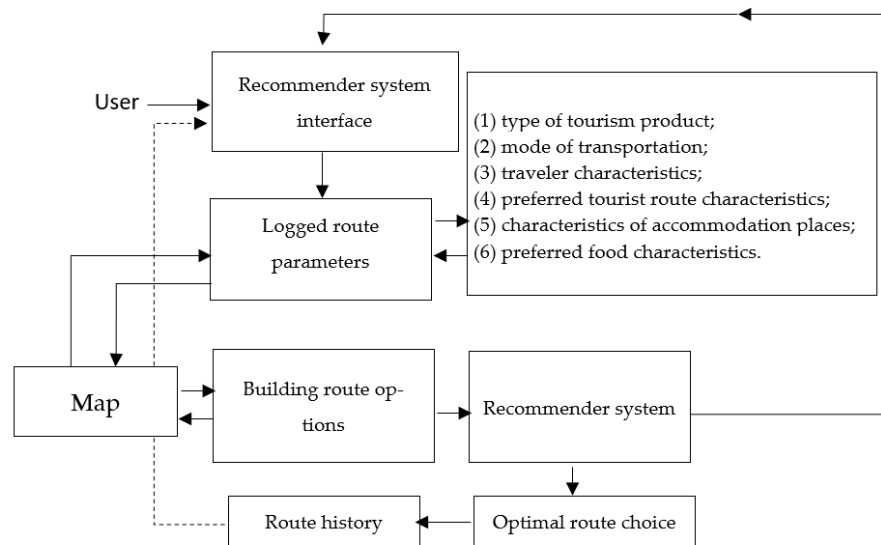 Recommender system
interface
User
(1) type of tourism product;
(2) mode of transportation;
(3) traveler characteristics;
(4) preferred tourist route characteristics;
(5) characteristics of accommodation places;
(6) preferred food characteristics.
Logged route
parameters
Map
Building route op-
tions
Recommender system
Route history
Optimal route choice